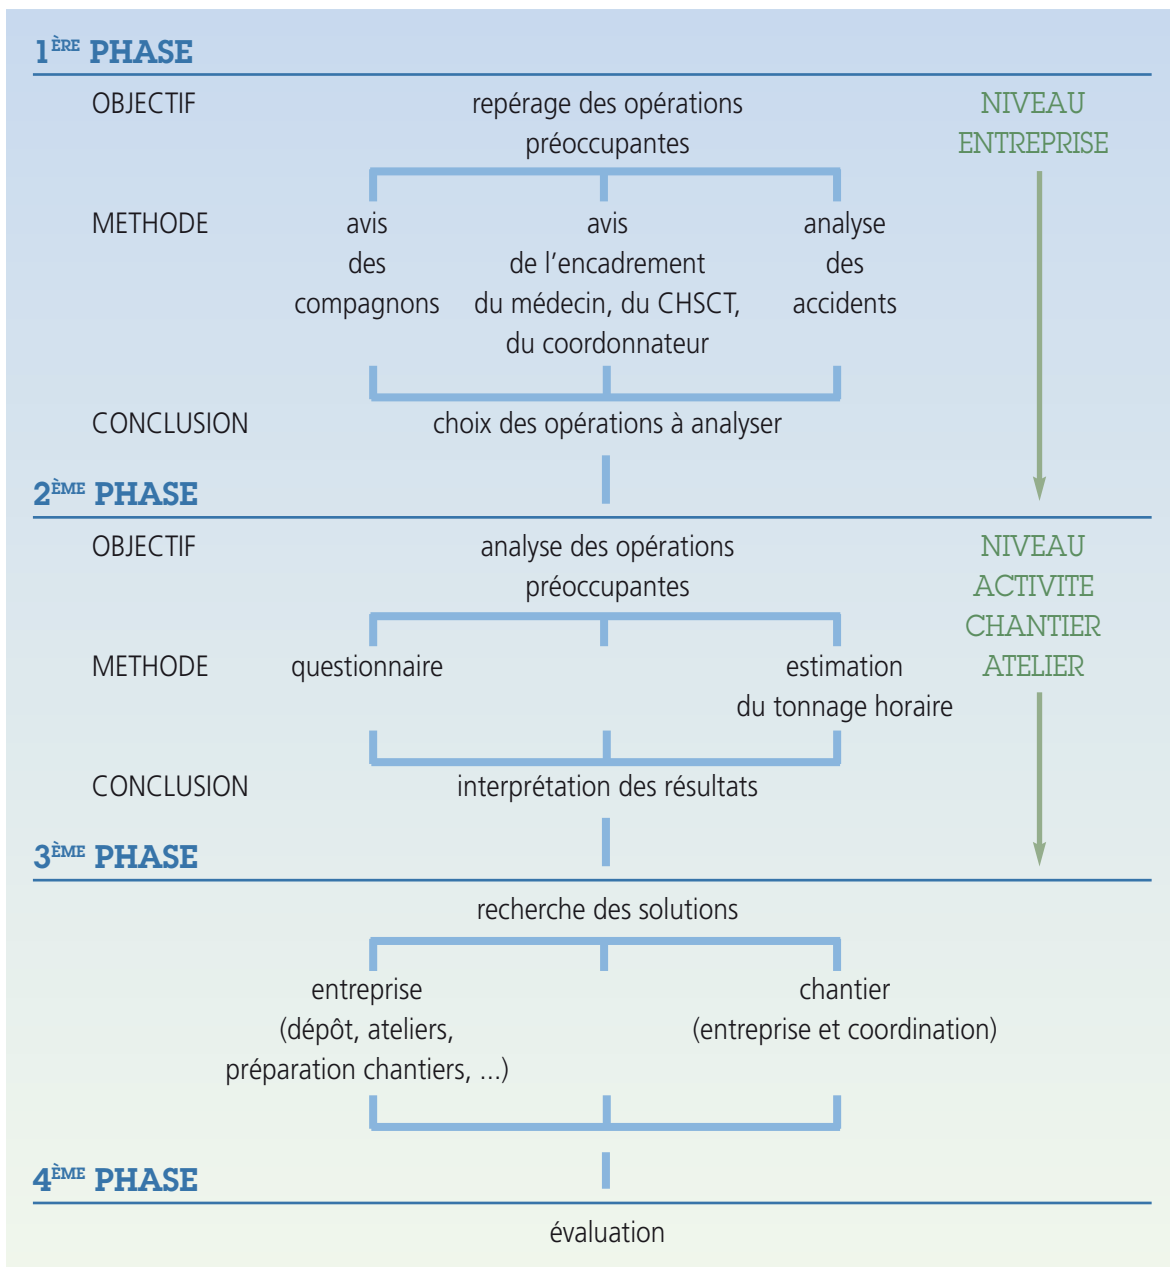 1ÈRE PHASE
OBJECTIF
repérage des opérations
préoccupantes
NIVEAU
ENTREPRISE
METHODE
avis
des
compagnons
avis
de l'encadrement
du médecin, du CHSCT,
du coordonnateur
analyse
des
accidents
CONCLUSION
choix des opérations à analyser
2ÈME PHASE
OBJECTIF
analyse des opérations
préoccupantes
NIVEAU
ACTIVITE
CHANTIER
ATELIER
METHODE
questionnaire
estimation
du tonnage horaire
CONCLUSION
interprétation des résultats
3ÈME PHASE
recherche des solutions
entreprise
(dépôt, ateliers,
préparation chantiers, ...)
chantier
(entreprise et coordination)
4ÈME PHASE
évaluation